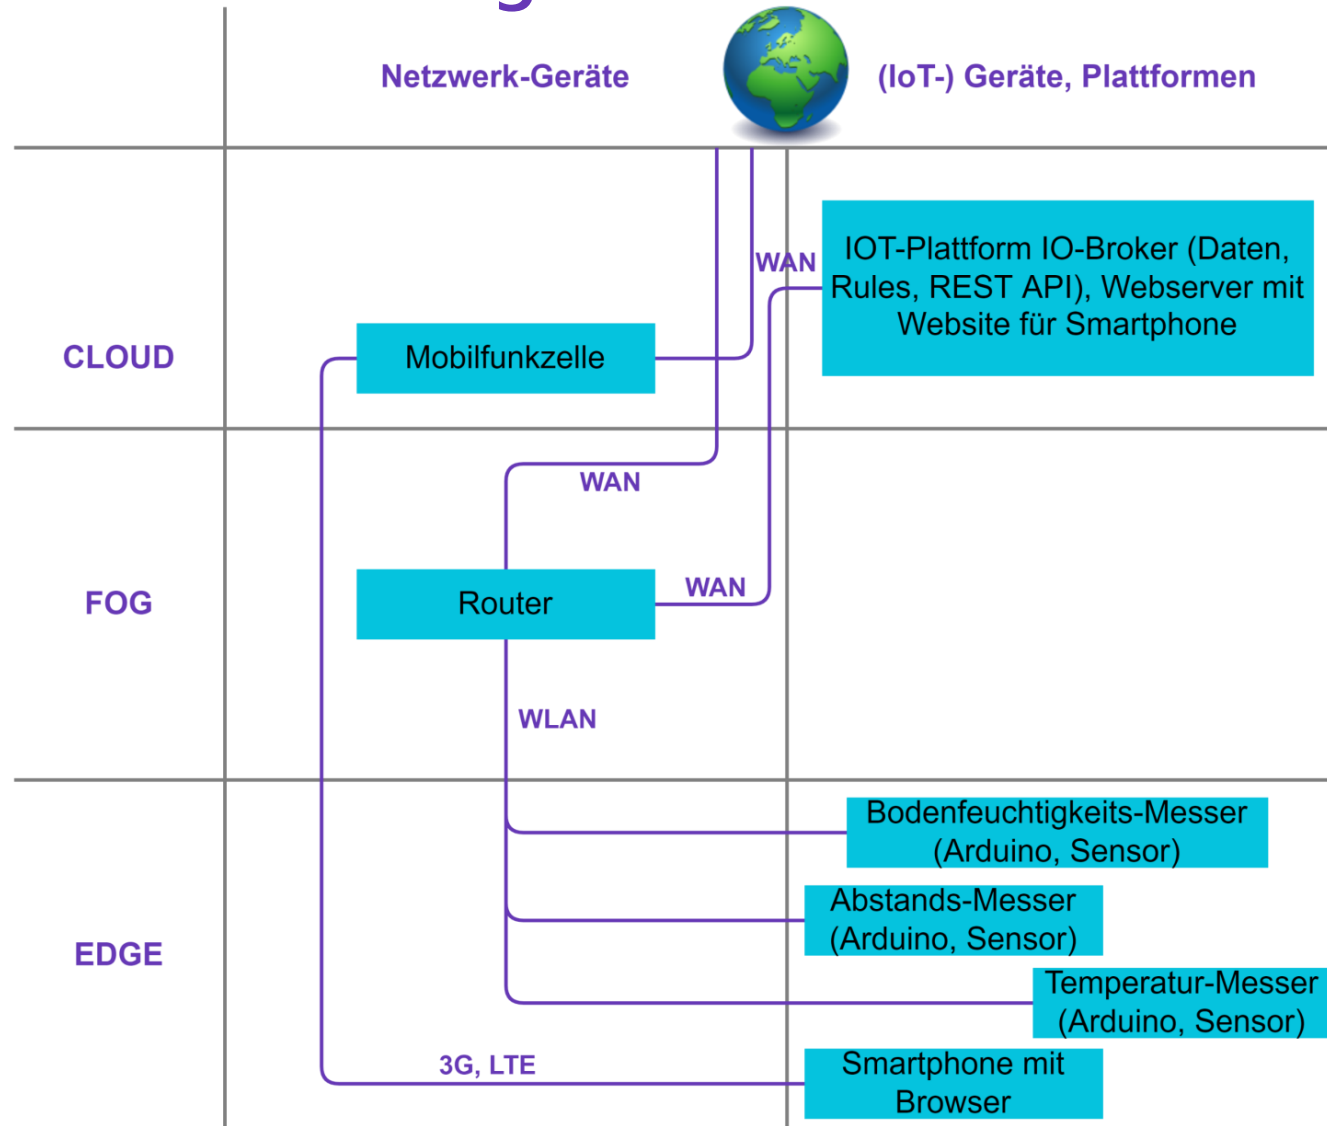 Netzwerk-Geräte
(IoT-) Geräte, Plattformen
CLOUD
WAN
IOT-Plattform IO-Broker (Daten,
Rules, REST API), Webserver mit
Website für Smartphone
Mobilfunkzelle
FOG
WAN
Router
WAN
WLAN
EDGE
Bodenfeuchtigkeits-Messer
(Arduino, Sensor)
Abstands-Messer
(Arduino, Sensor)
Temperatur-Messer
(Arduino, Sensor)
3G, LTE
Smartphone mit
Browser